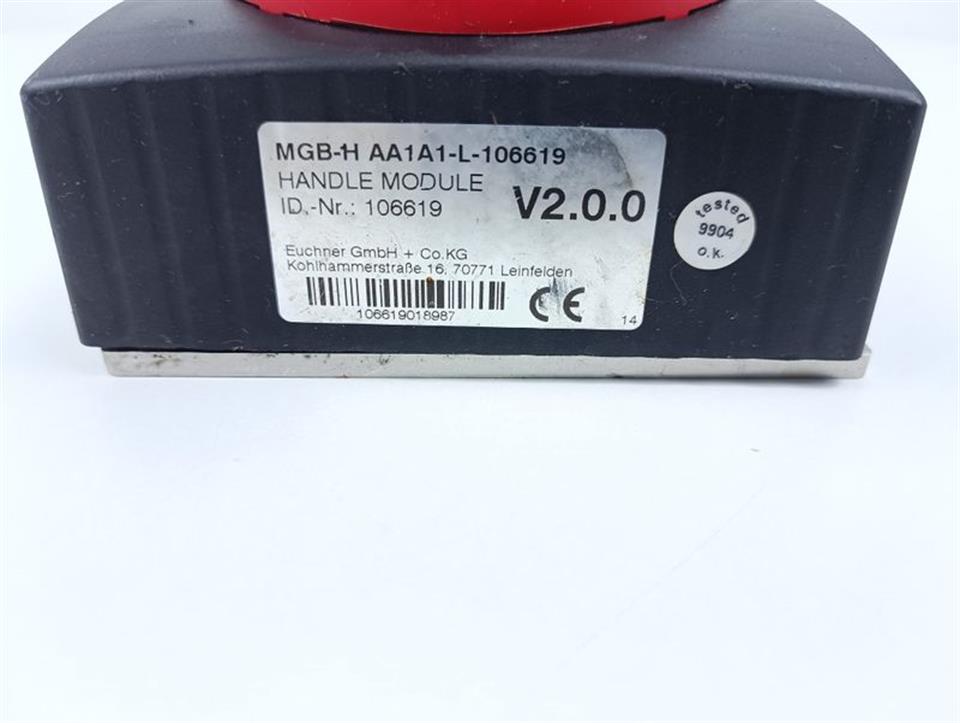 MGB-H AA1A1-L-106619
HANDLE MODULE
ID.-Nr.: 106619
V2.0.0
Euchner GmbH + Co.KG
Kohlhammerstraße 16, 70771 Leinfelden
106619018987
CE
14
tested
9904
o.k.